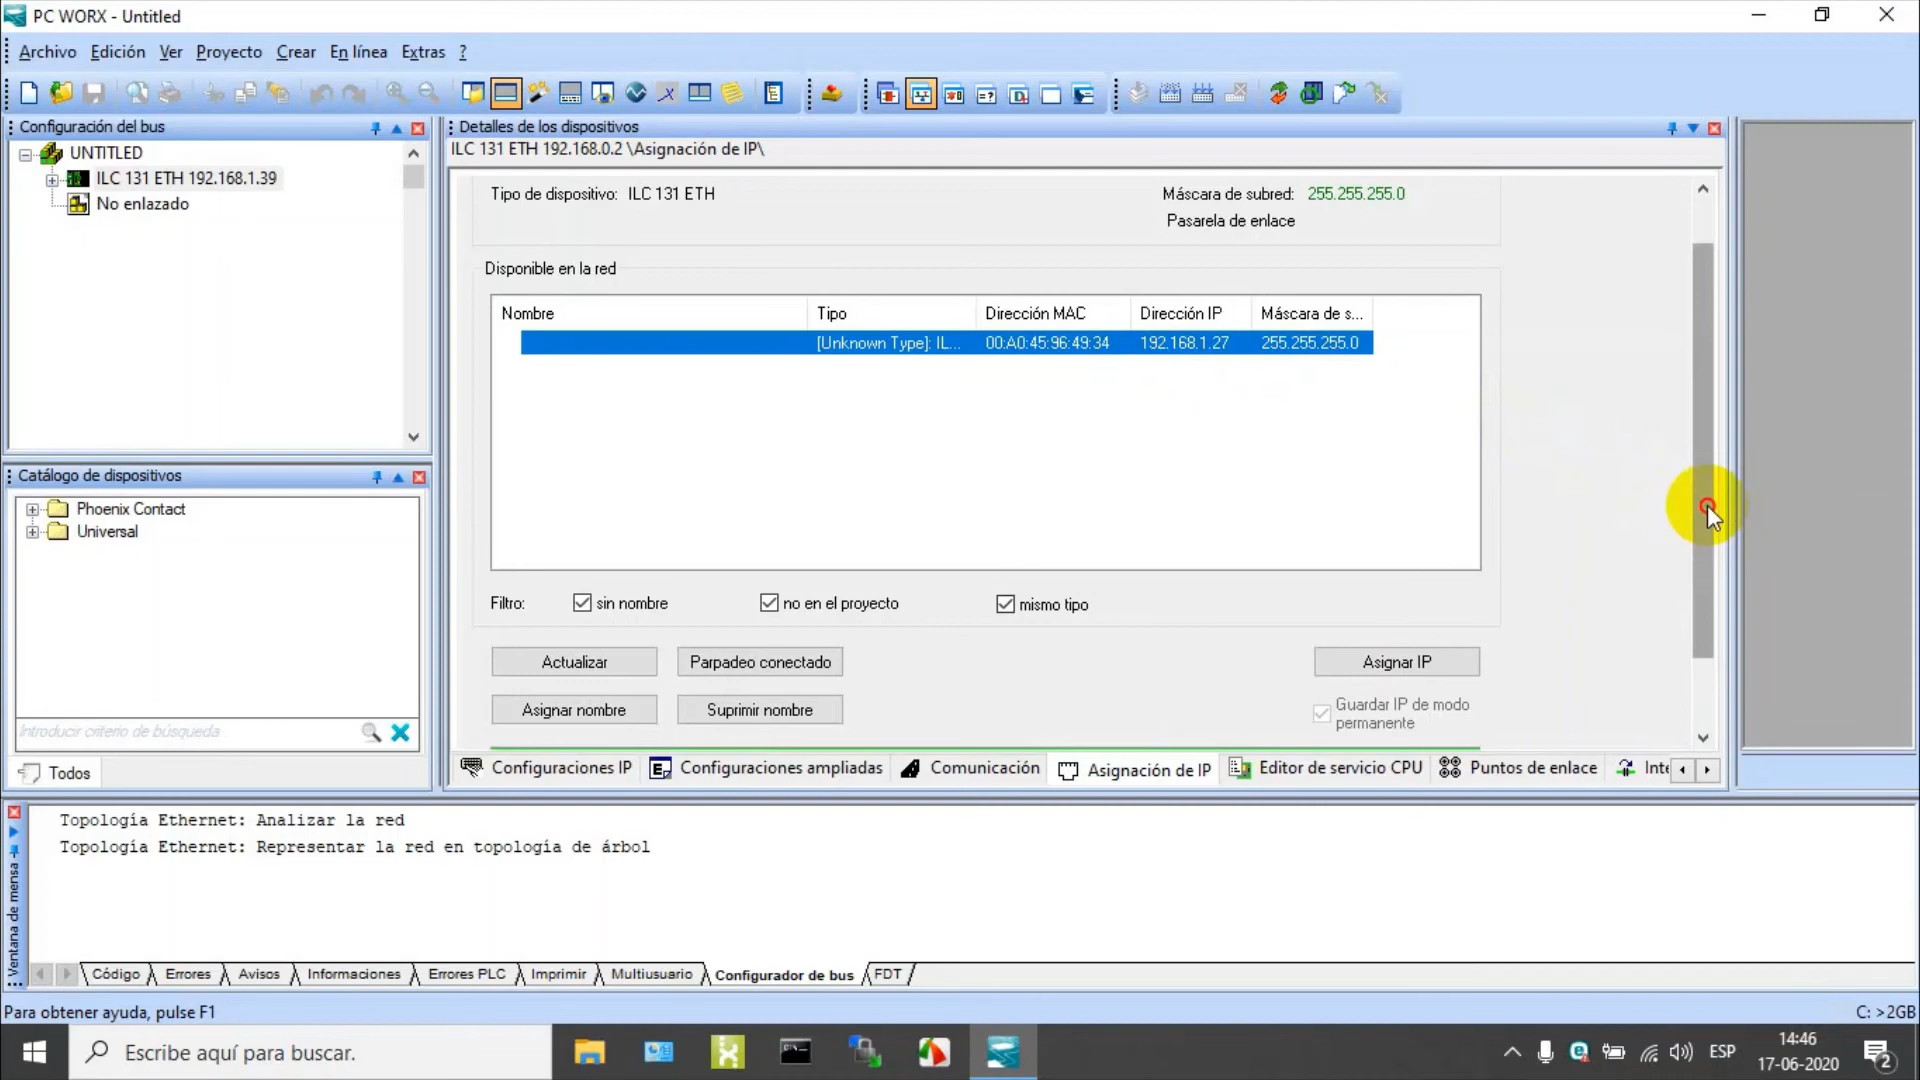 PC WORX - Untitled
Archivo Edición Ver Proyecto Crear En línea Extras ?
Configuración del bus
UNTITLED
ILC 131 ETH 192.168.1.39
No enlazado
Catálogo de dispositivos
Phoenix Contact
Universal
Introducir criterio de búsqueda
Todos
Detalles de los dispositivos
ILC 131 ETH 192.168.0.2 \Asignación de IP\
Tipo de dispositivo: ILC 131 ETH
Máscara de subred: 255.255.255.0
Pasarela de enlace
Disponible en la red
Nombre Tipo Dirección MAC Dirección IP Máscara de s...
[Unknown Type]: IL... 00:A0:45:96:49:34 192.168.1.27 255.255.255.0
Filtro: sin nombre no en el proyecto mismo tipo
Actualizar Parpadeo conectado Asignar IP
Asignar nombre Suprimir nombre
Guardar IP de modo
permanente
Configuraciones IP Configuraciones ampliadas Comunicación Asignación de IP Editor de servicio CPU Puntos de enlace Inte
Ventana de mensa
Topología Ethernet: Analizar la red
Topología Ethernet: Representar la red en topología de árbol
Código Errores Avisos Informaciones Errores PLC Imprimir Multiusuario Configurador de bus FDT
Para obtener ayuda, pulse F1
C: >2GB
Escribe aquí para buscar.
ESP
14:46
17-06-2020
2